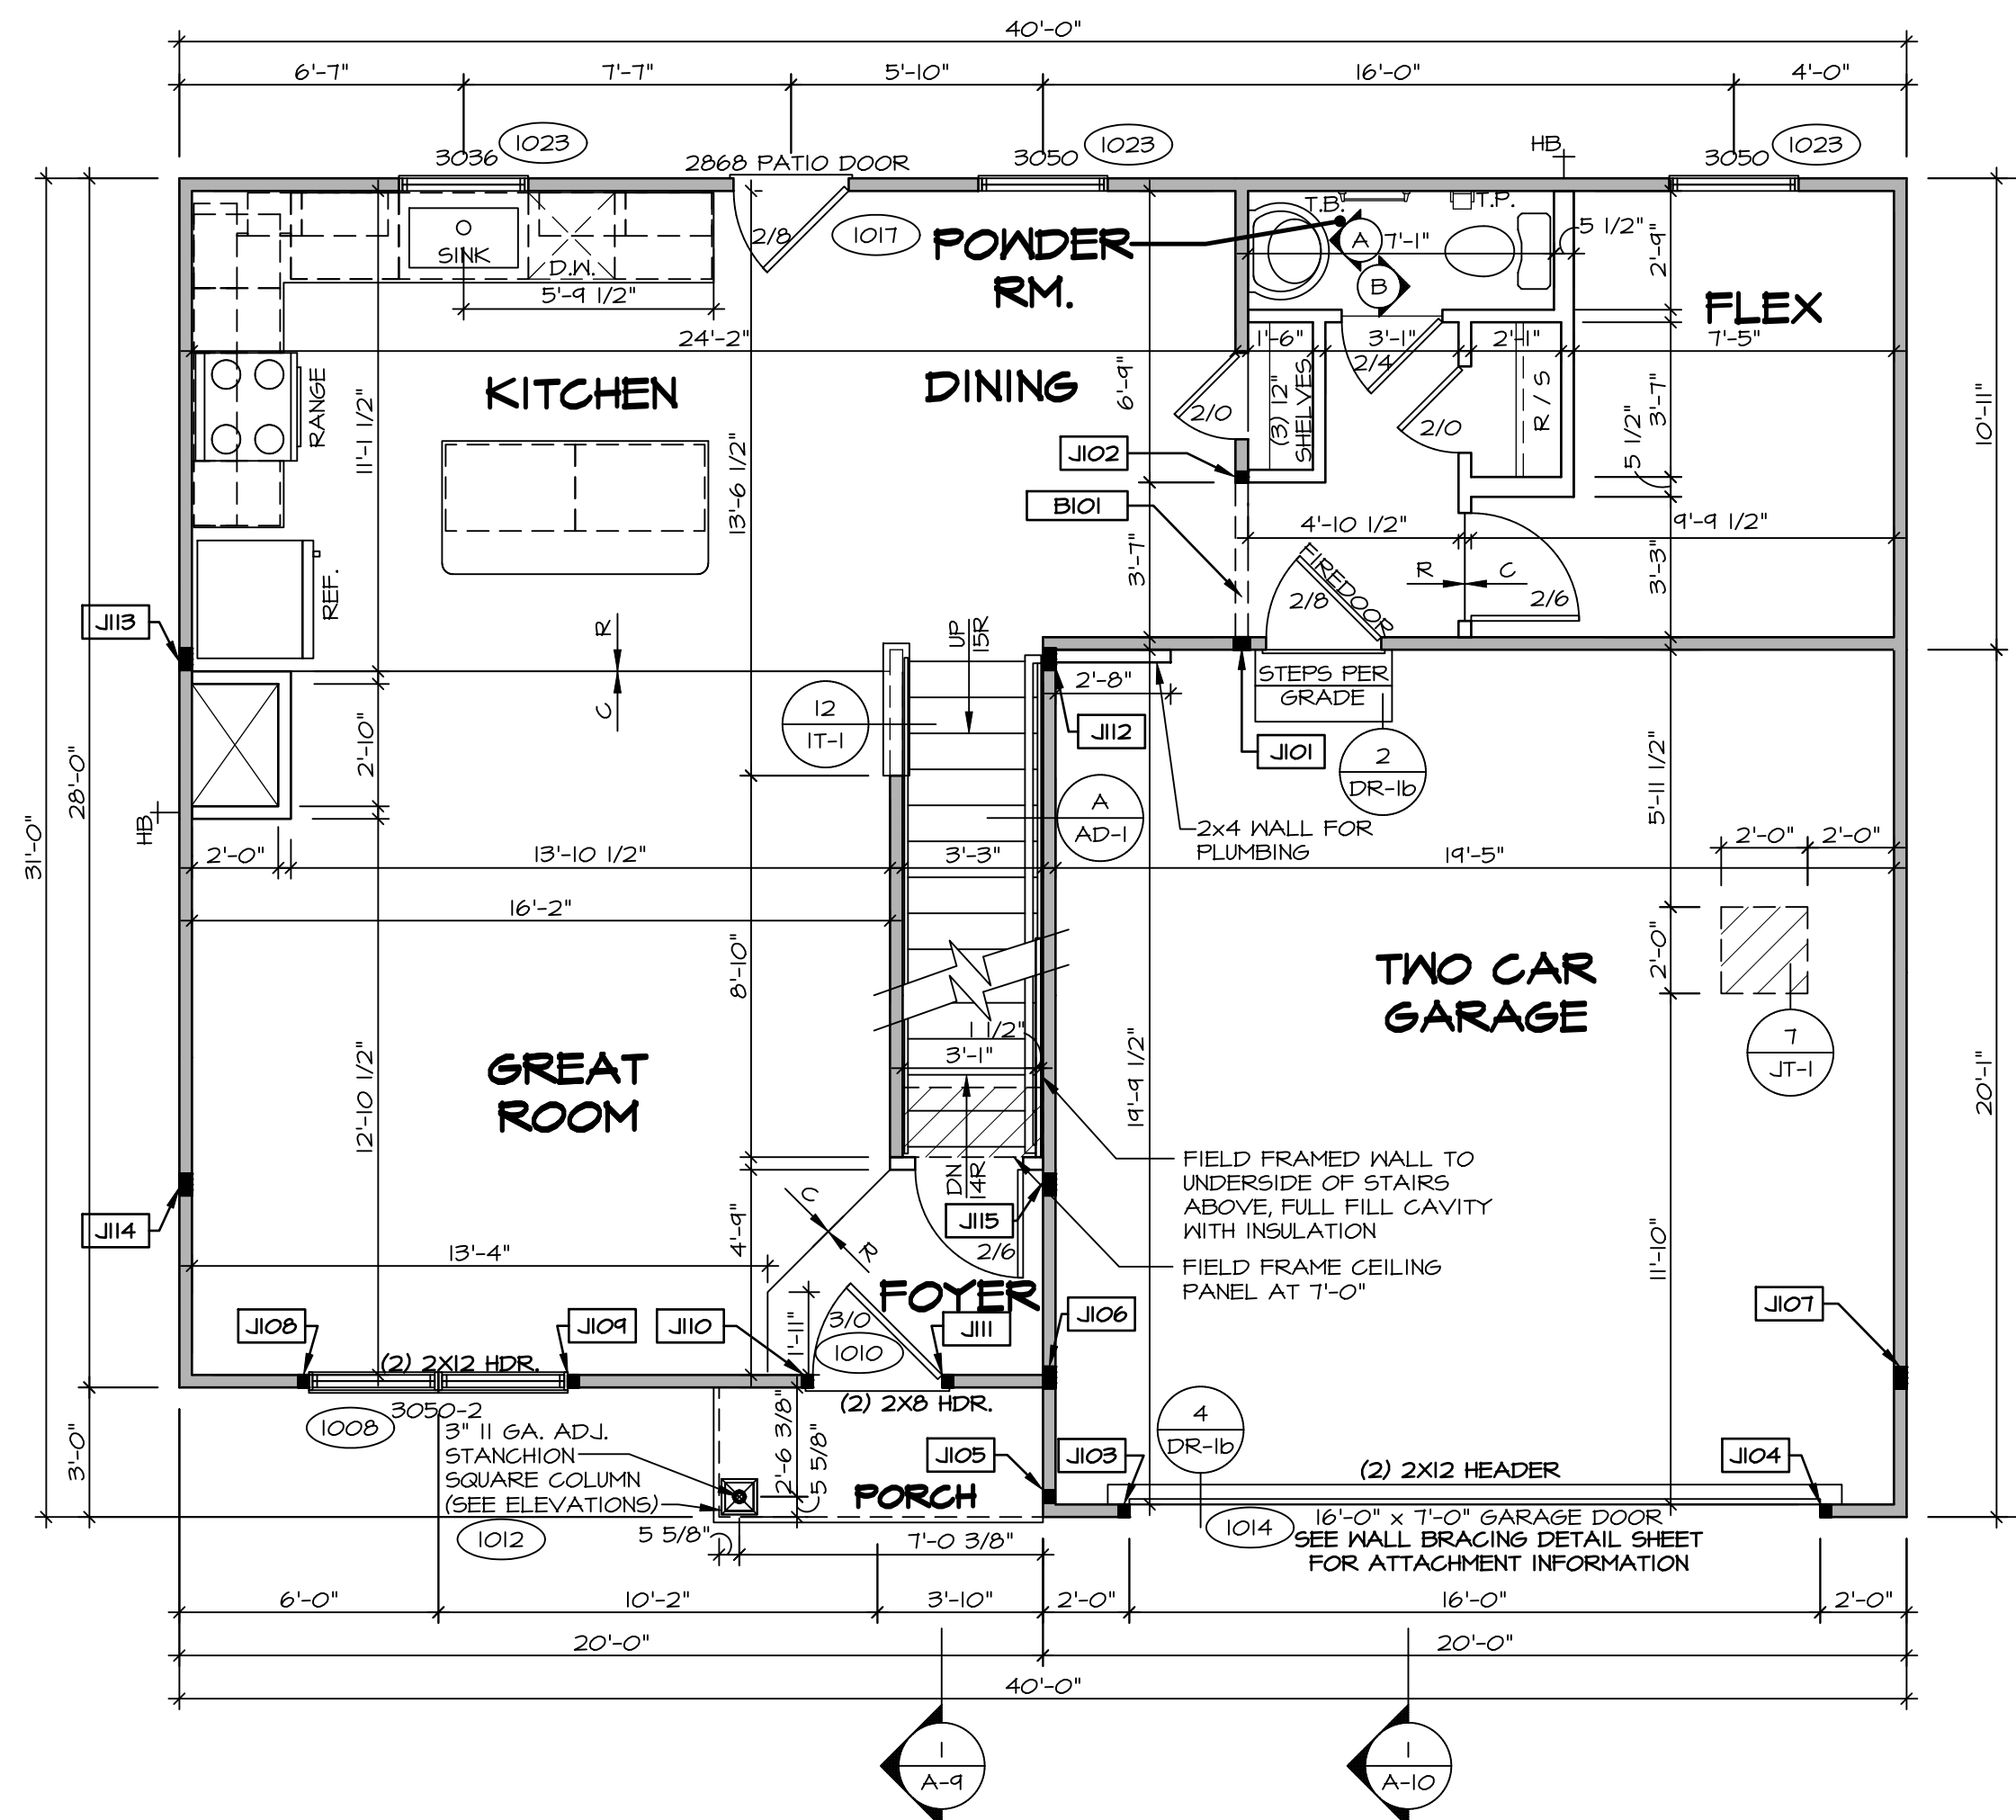 40'-0"
6'-7" 7'-7" 5'-10" 16'-0" 4'-0"
1023 1023 1023
3036 2868 PATIO DOOR 3050 HB 3050
T.B. T.P.
SINK D.W. 2/8 1017
POWDER
RM.
A 7'-1" 5 1/2" 2'-9"
B
FLEX
5'-9 1/2"
24'-2" 1'-6" 3'-1" 2'-1" 7'-5"
2/4
RANGE
KITCHEN
DINING
11'-1 1/2"
13'-6 1/2"
6'-9"
2/0
(3) 12"
SHELVES
2/0
R / S
3'-7"
5 1/2"
10'-11"
J102
B101
4'-10 1/2" 9'-9 1/2"
3'-7"
FIREDOOR
2/8
R C
2/6
3'-3"
REF.
J113
R
C
UP
15R
STEPS PER
GRADE
2'-8"
J112
J101
12
1T-1
2
DR-1b
A
AD-1
28'-0"
31'-0"
HB
2'-10"
5'-11 1/2"
2x4 WALL FOR
PLUMBING
2'-0" 2'-0"
2'-0" 13'-10 1/2" 3'-3" 19'-5"
16'-2"
8'-10"
2'-0"
TWO CAR
GARAGE
7
JT-1
1 1/2"
3'-1"
19'-9 1/2"
20'-1"
GREAT
ROOM
12'-10 1/2"
DN
14R
FIELD FRAMED WALL TO
UNDERSIDE OF STAIRS
ABOVE, FULL FILL CAVITY
WITH INSULATION
FIELD FRAME CEILING
PANEL AT 7'-0"
J114
C
R
J115
2/6
4'-9"
11'-10"
13'-4"
FOYER
J108 J109 J110 J111 J106 J107
1'-11"
3/0
1010
(2) 2X12 HDR.
(2) 2X8 HDR.
3050-2
1008
3" 11 GA. ADJ.
STANCHION
SQUARE COLUMN
(SEE ELEVATIONS)
1012
2'-6 3/8"
5 5/8"
PORCH
J105 J103 J104
4
DR-1b
(2) 2X12 HEADER
3'-0"
5 5/8" 7'-0 3/8"
1014
16'-0" x 7'-0" GARAGE DOOR
SEE WALL BRACING DETAIL SHEET
FOR ATTACHMENT INFORMATION
6'-0" 10'-2" 3'-10" 2'-0" 16'-0" 2'-0"
20'-0" 20'-0"
40'-0"
1
A-9
1
A-10